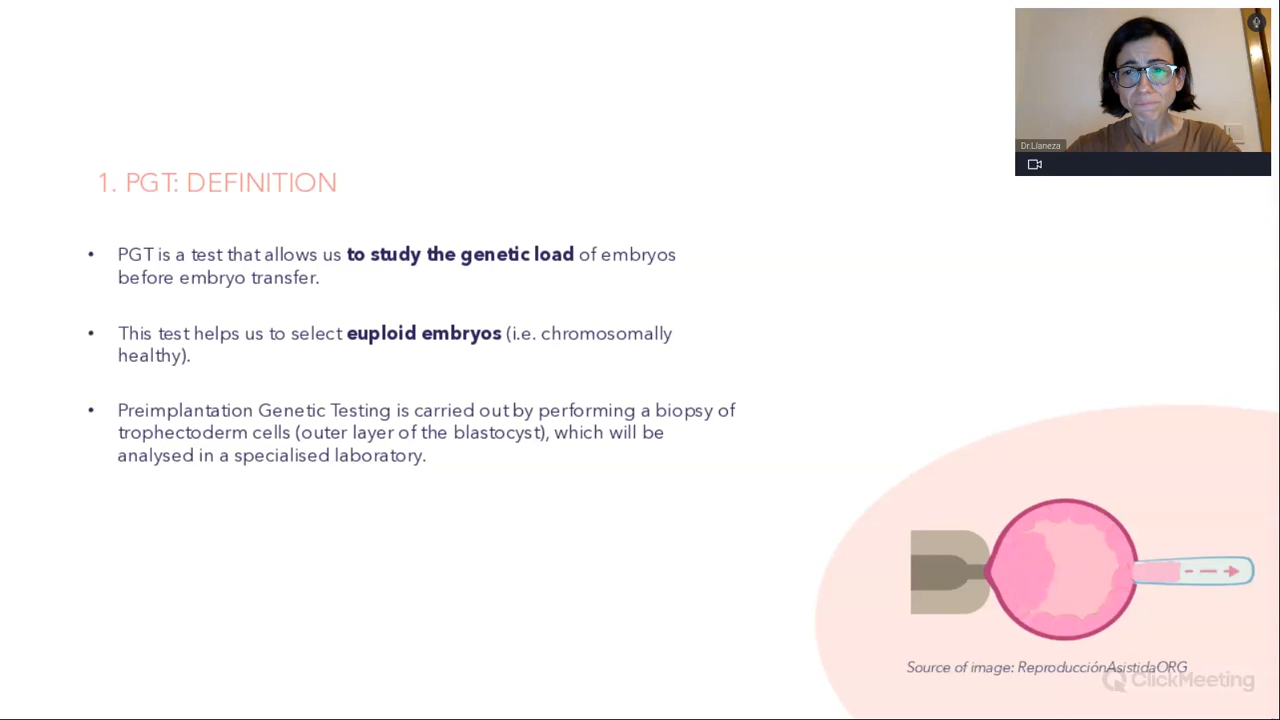 Dr.Llaneza
1. PGT: DEFINITION
• PGT is a test that allows us to study the genetic load of embryos
before embryo transfer.
• This test helps us to select euploid embryos (i.e. chromosomally
healthy).
• Preimplantation Genetic Testing is carried out by performing a biopsy of
trophectoderm cells (outer layer of the blastocyst), which will be
analysed in a specialised laboratory.
Source of image: ReproducciónAsistidaORG
ClickMeeting